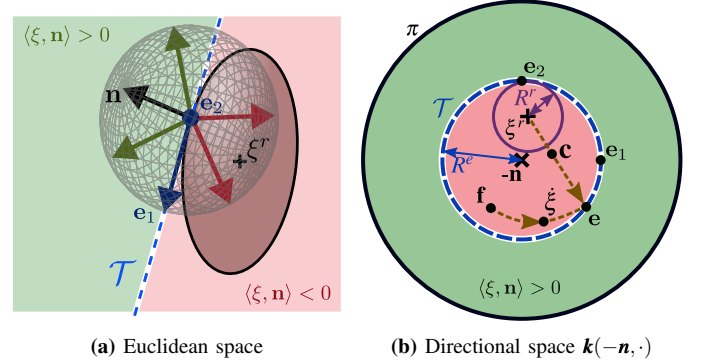 ⟨ξ, n⟩ > 0
n
e₂
ξʳ
e₁
𝒯
⟨ξ, n⟩ < 0
(a) Euclidean space
π
e₂
𝒯
Rʳ
ξʳ
c
e₁
Rᵉ
-n
f
ξ̇
e
⟨ξ, n⟩ > 0
(b) Directional space k(−n, ·)